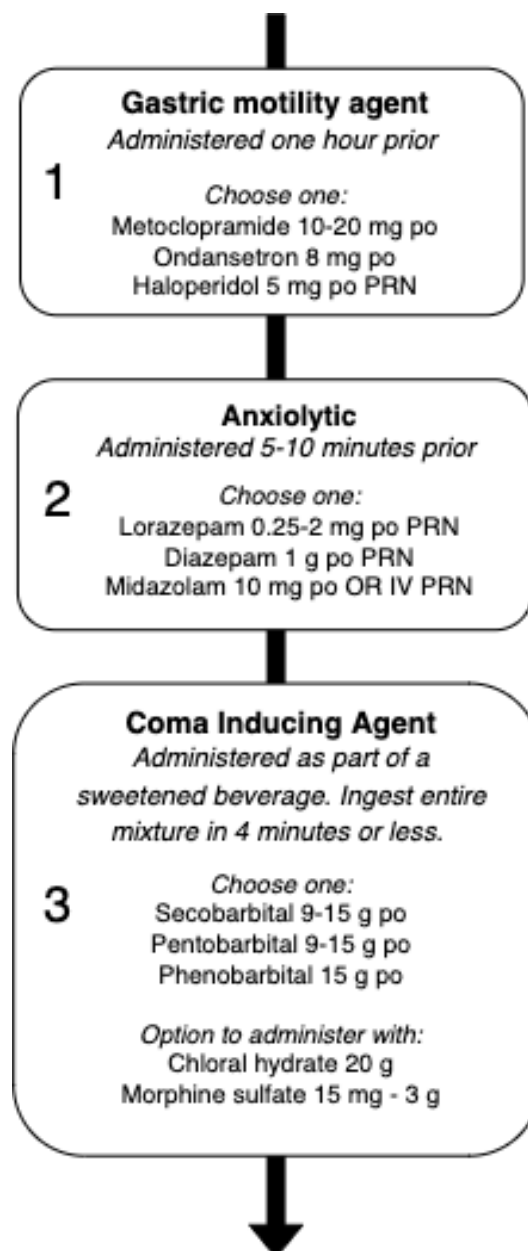 Gastric motility agent
Administered one hour prior
1
Choose one:
Metoclopramide 10-20 mg po
Ondansetron 8 mg po
Haloperidol 5 mg po PRN
Anxiolytic
Administered 5-10 minutes prior
2
Choose one:
Lorazepam 0.25-2 mg po PRN
Diazepam 1 g po PRN
Midazolam 10 mg po OR IV PRN
Coma Inducing Agent
Administered as part of a
sweetened beverage. Ingest entire
mixture in 4 minutes or less.
3
Choose one:
Secobarbital 9-15 g po
Pentobarbital 9-15 g po
Phenobarbital 15 g po
Option to administer with:
Chloral hydrate 20 g
Morphine sulfate 15 mg - 3 g